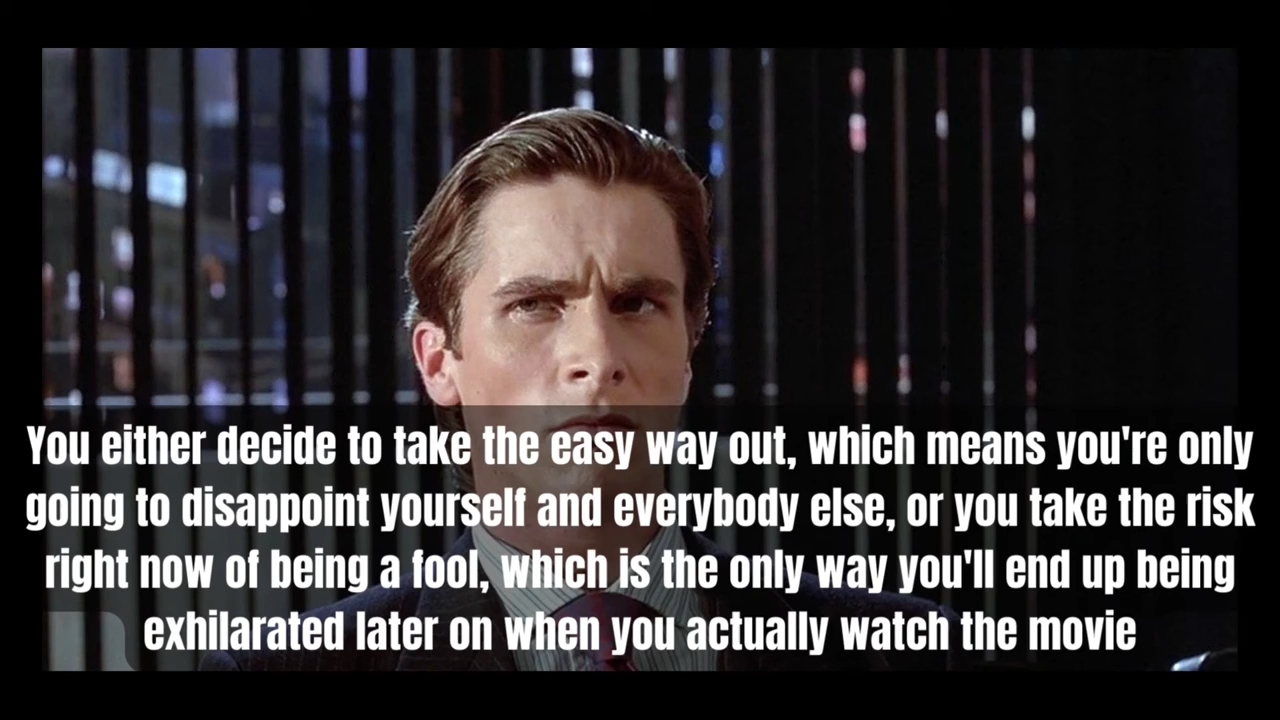 You either decide to take the easy way out, which means you're only
going to disappoint yourself and everybody else, or you take the risk
right now of being a fool, which is the only way you'll end up being
exhilarated later on when you actually watch the movie